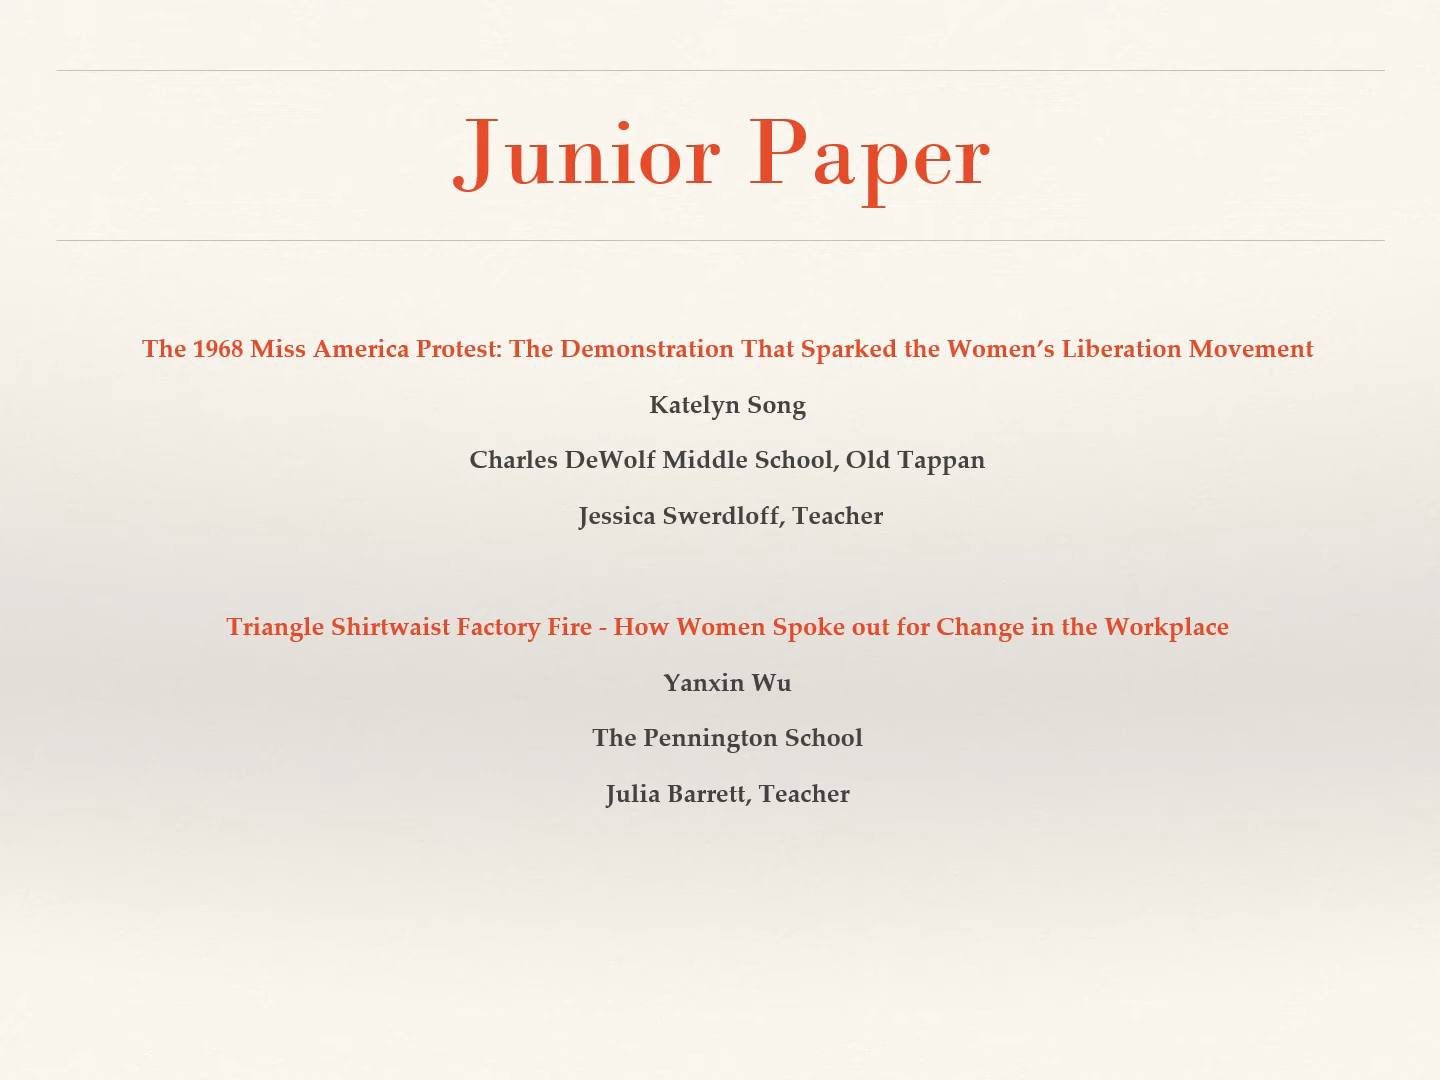 Junior Paper
The 1968 Miss America Protest: The Demonstration That Sparked the Women’s Liberation Movement
Katelyn Song
Charles DeWolf Middle School, Old Tappan
Jessica Swerdloff, Teacher
Triangle Shirtwaist Factory Fire - How Women Spoke out for Change in the Workplace
Yanxin Wu
The Pennington School
Julia Barrett, Teacher